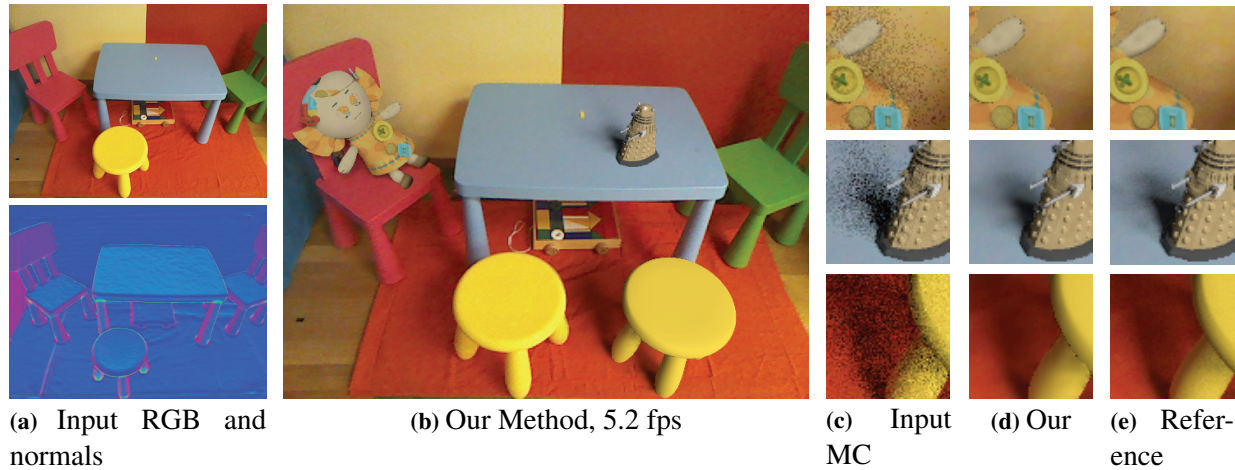 (a) Input RGB and
normals
(b) Our Method, 5.2 fps
(c) Input
MC
(d) Our
(e) Refer-
ence